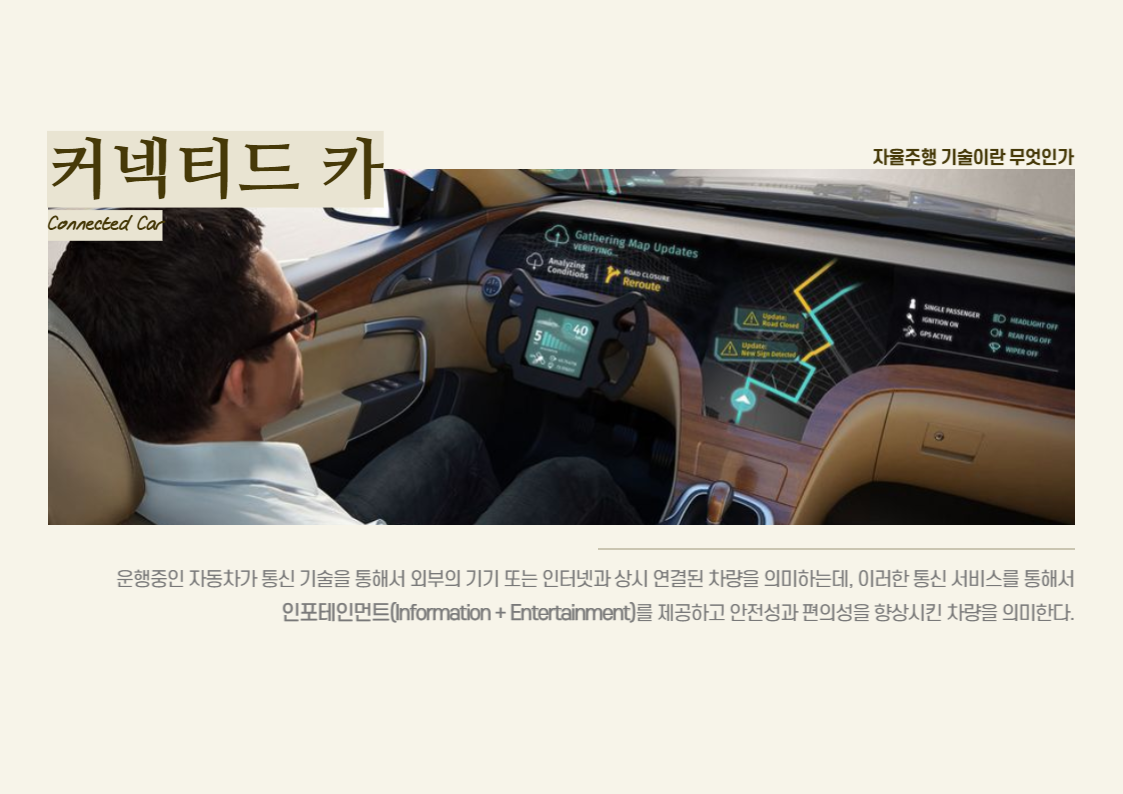 커넥티드 카
자율주행 기술이란 무엇인가
Connected Car
Gathering Map Updates
VERIFYING...
Analyzing
Conditions
ROAD CLOSURE
Reroute
Update:
Road Closed
Update:
New Sign Detected
SINGLE PASSENGER
IGNITION ON
GPS ACTIVE
HEADLIGHT OFF
REAR FOG OFF
WIPER OFF
5
40
운행중인 자동차가 통신 기술을 통해서 외부의 기기 또는 인터넷과 상시 연결된 차량을 의미하는데, 이러한 통신 서비스를 통해서
인포테인먼트(Information + Entertainment)를 제공하고 안전성과 편의성을 향상시킨 차량을 의미한다.